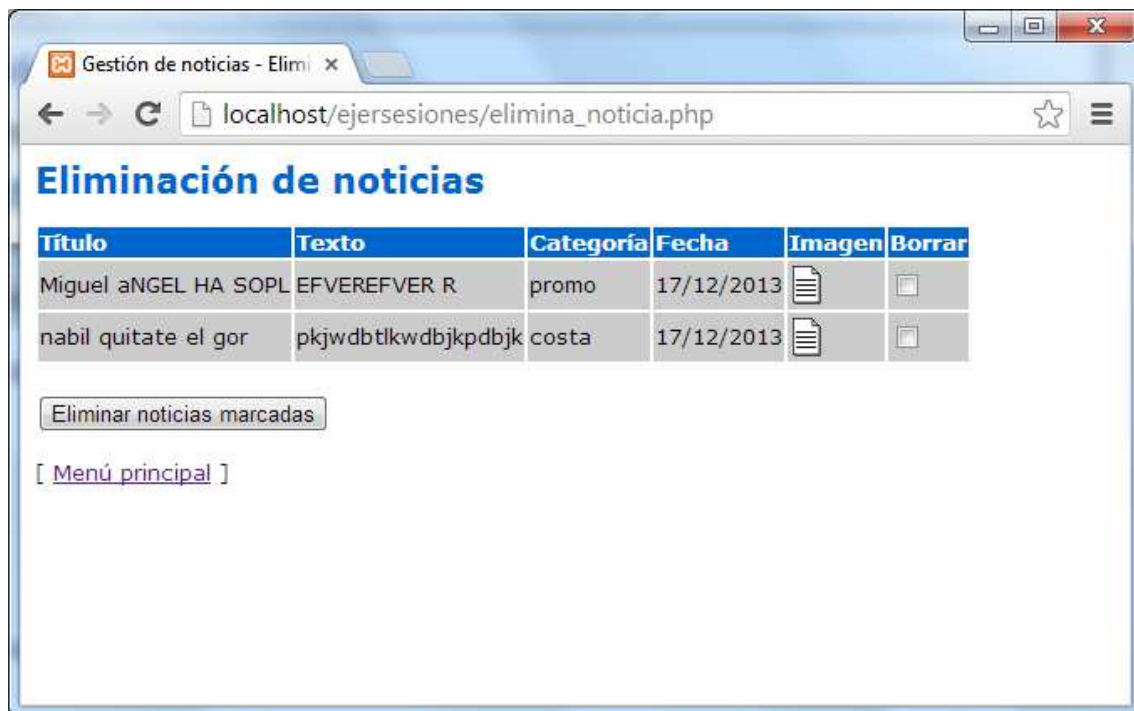 Gestión de noticias - Elimi
localhost/ejersesiones/elimina_noticia.php
Eliminación de noticias
Título Texto Categoría Fecha Imagen Borrar
Miguel aNGEL HA SOPL EFVEREFVER R promo 17/12/2013
nabil quitate el gor pkjwdbtlkwdbjkpdbjk costa 17/12/2013
Eliminar noticias marcadas
[ Menú principal ]